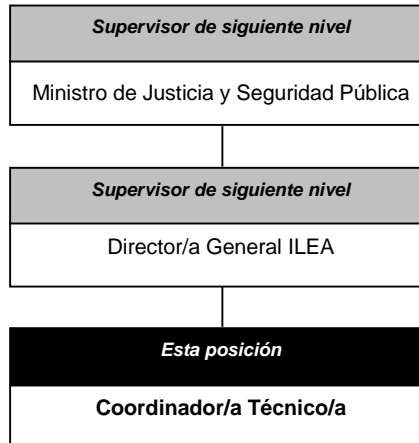 Supervisor de siguiente nivel
Ministro de Justicia y Seguridad Pública
Supervisor de siguiente nivel
Director/a General ILEA
Esta posición
Coordinador/a Técnico/a